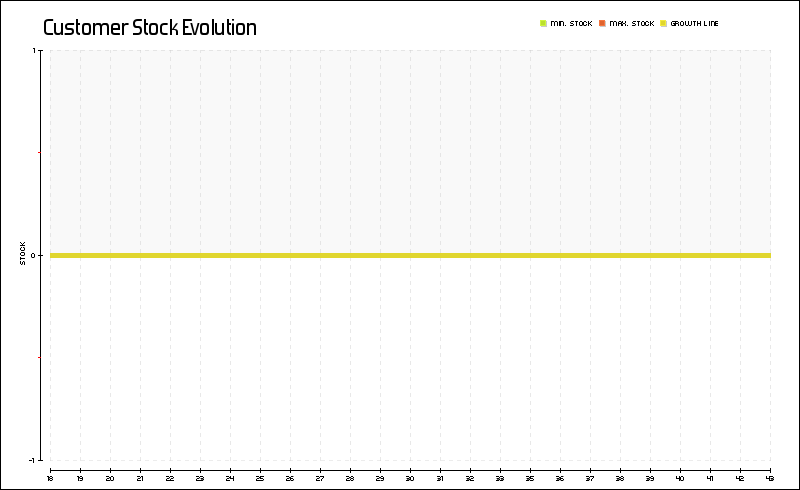 Customer Stock Evolution
MIN. STOCK MAX. STOCK GROWTH LINE
1
STOCK
0
-1
18 19 20 21 22 23 24 25 26 27 28 29 30 31 32 33 34 35 36 37 38 39 40 41 42 43